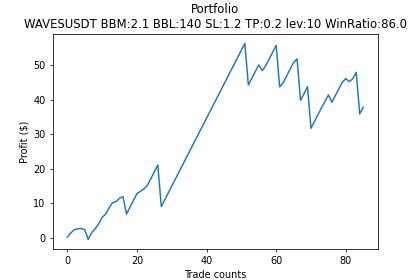 Portfolio
WAVESUSDT BBM:2.1 BBL:140 SL:1.2 TP:0.2 lev:10 WinRatio:86.0
50
40
30
20
10
0
Profit ($)
0 20 40 60 80
Trade counts